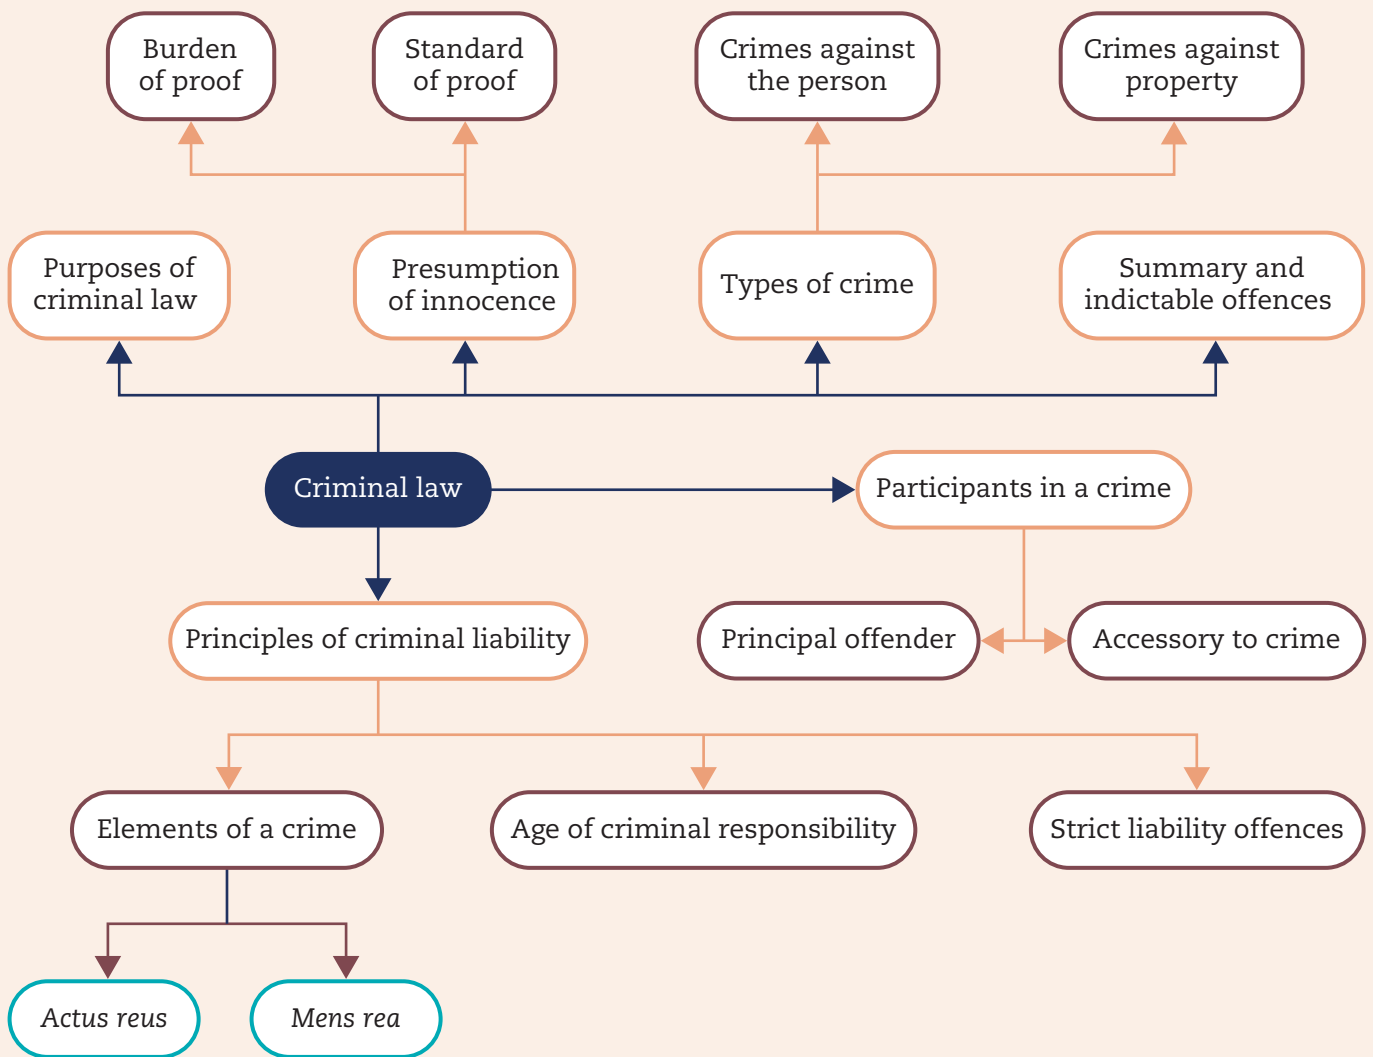 Burden
of proof
Standard
of proof
Crimes against
the person
Crimes against
property
Purposes of
criminal law
Presumption
of innocence
Types of crime
Summary and
indictable offences
Criminal law
Participants in a crime
Principles of criminal liability
Principal offender
Accessory to crime
Elements of a crime
Age of criminal responsibility
Strict liability offences
Actus reus
Mens rea